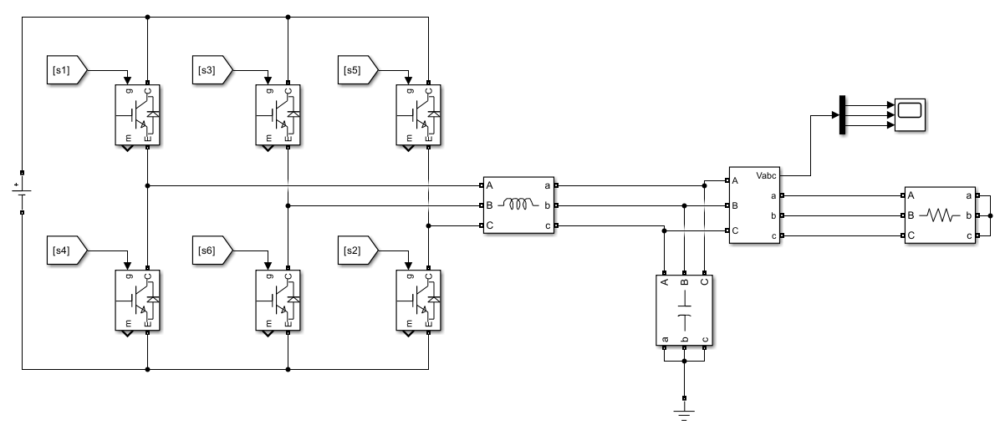 [s1]
[s3]
[s5]
g C
m E
g C
m E
g C
m E
+
A a
B b
C c
Vabc
A
a
B
b
C
c
A a
B b
C c
[s4]
[s6]
[s2]
g C
m E
g C
m E
g C
m E
A B C
a b c